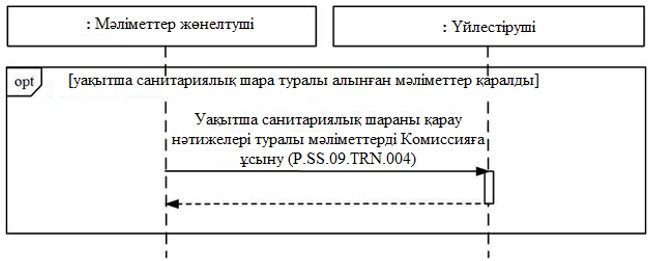 : Мәліметтер жөнелтуші
: Үйлестіруші
opt
[уақытша санитариялық шара туралы алынған мәліметтер қаралды]
Уақытша санитариялық шараны қарау
нәтижелері туралы мәліметтерді Комиссияға
ұсыну (P.SS.09.TRN.004)